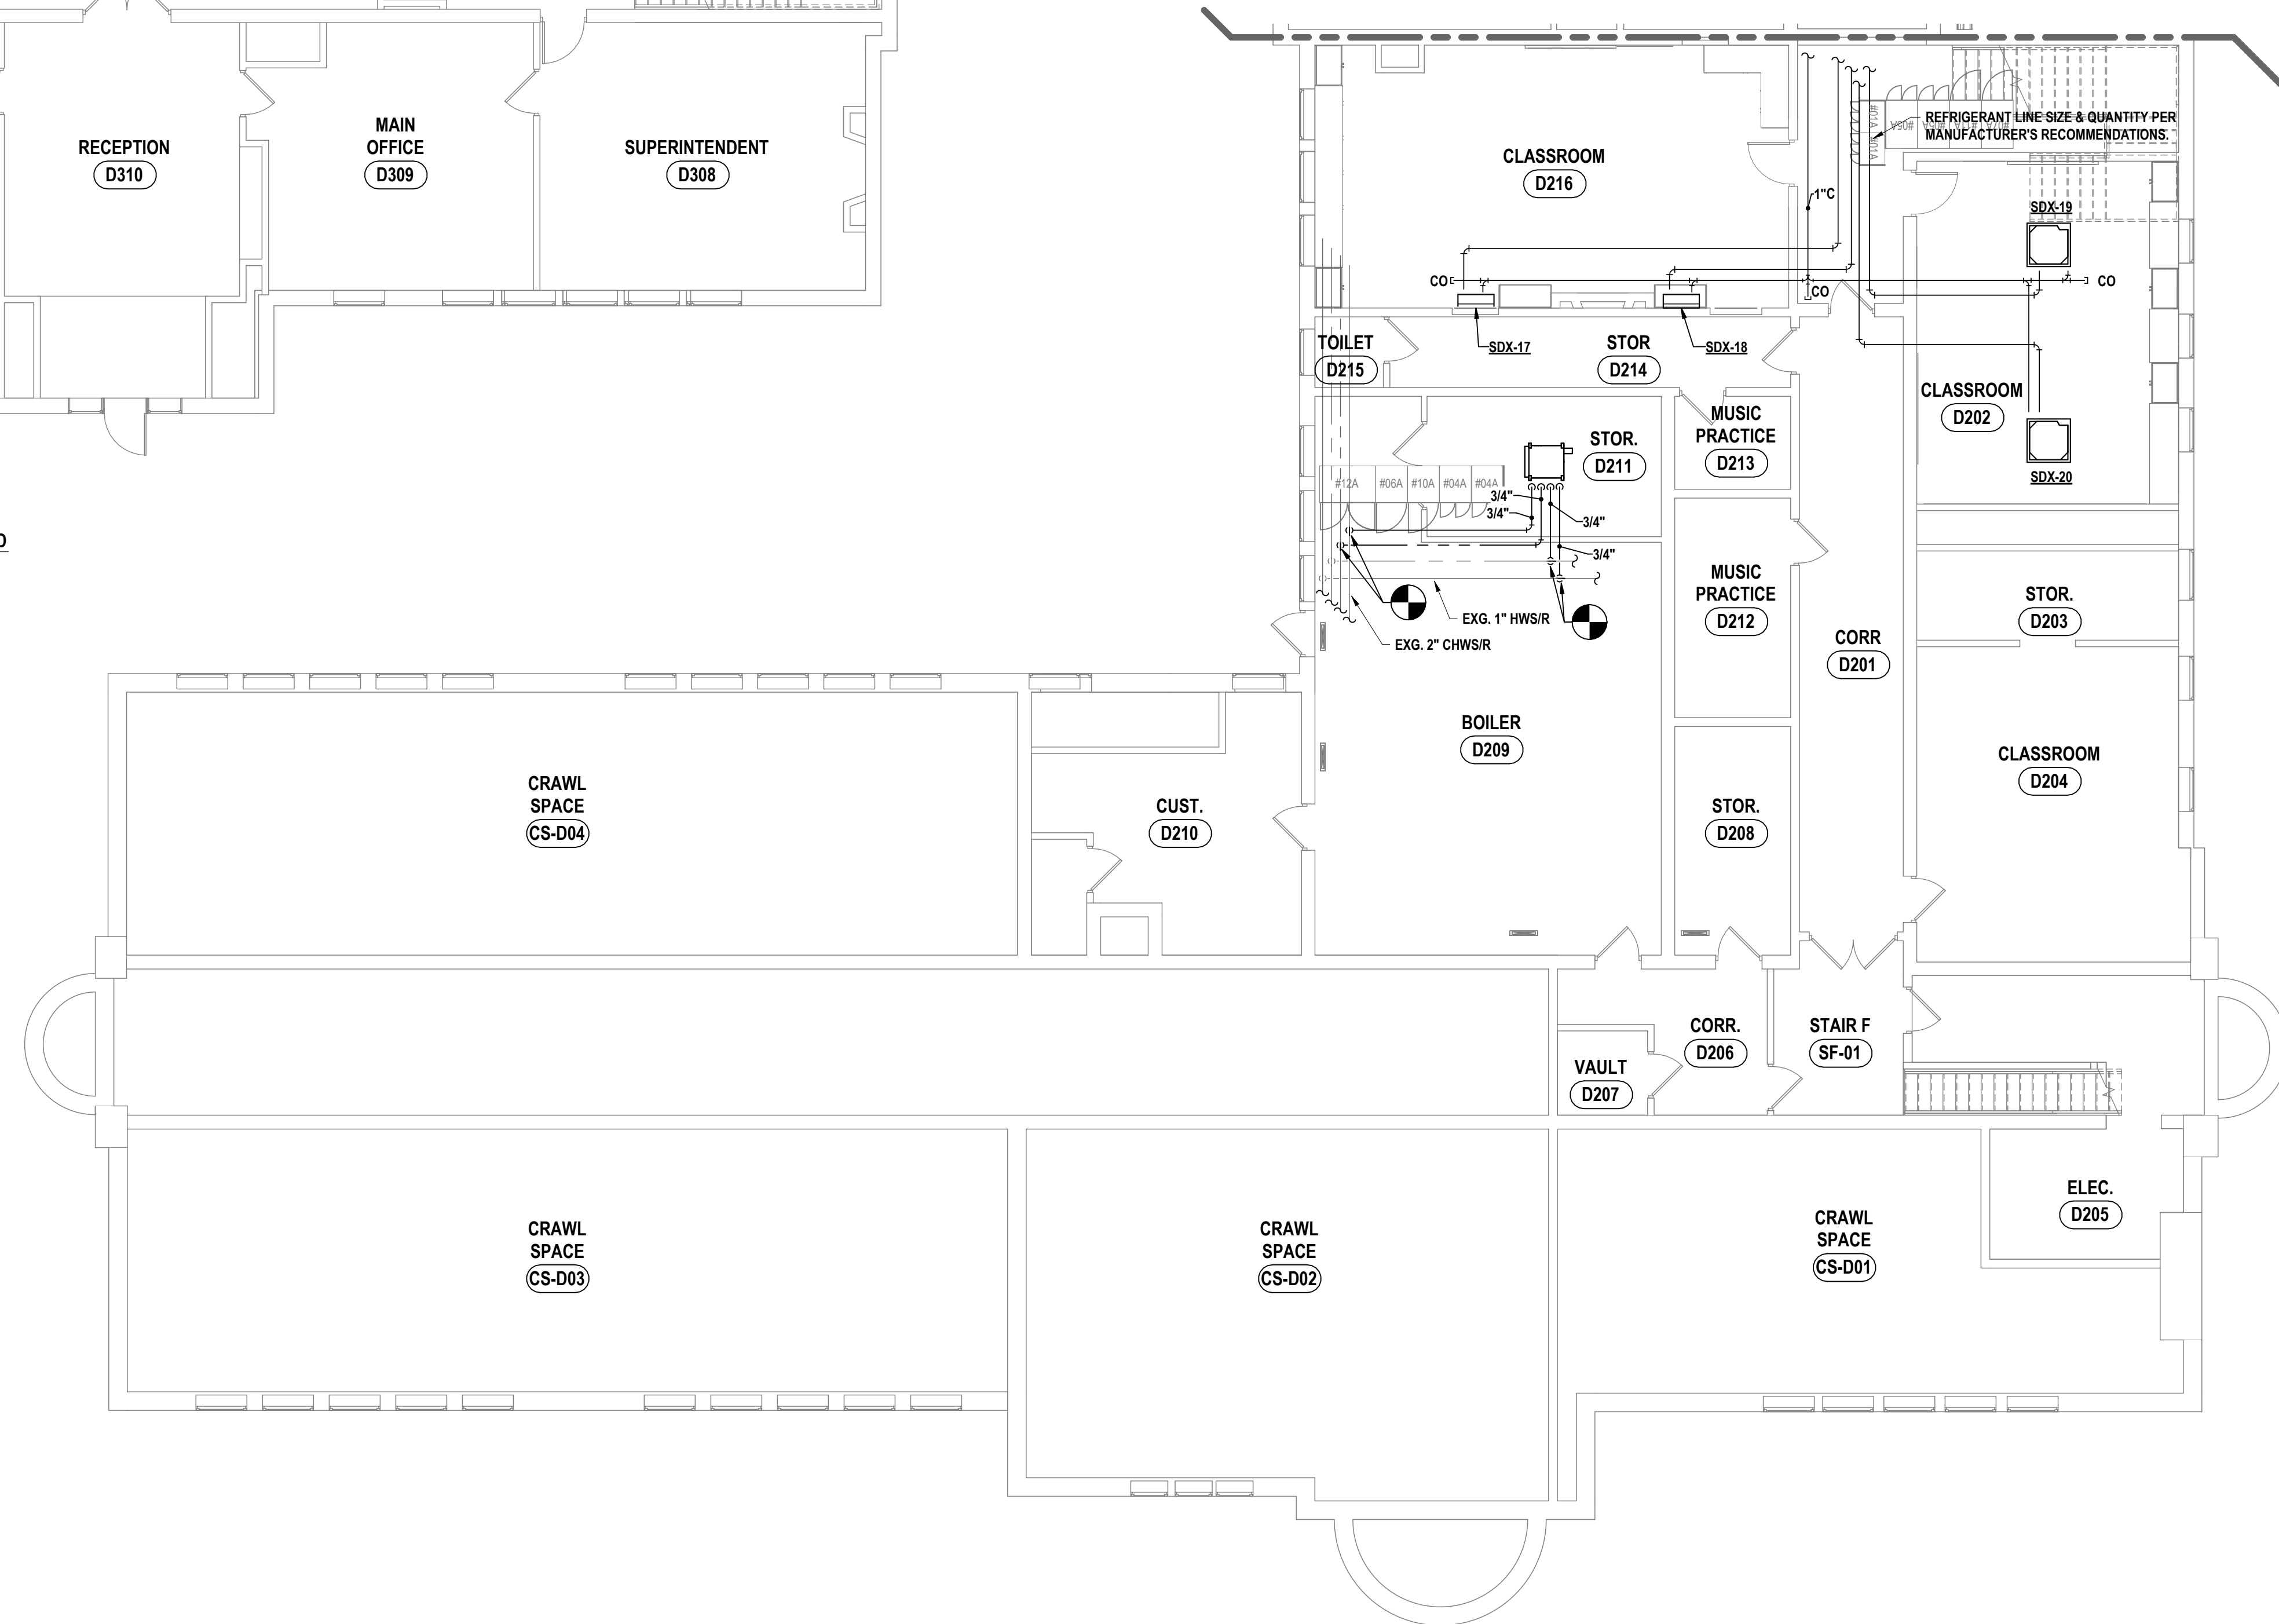 RECEPTION
D310
MAIN
OFFICE
D309
SUPERINTENDENT
D308
CLASSROOM
D216
#01A
#01A
REFRIGERANT LINE SIZE & QUANTITY PER
MANUFACTURER'S RECOMMENDATIONS.
#05A
1"C
SDX-19
CO
CO
CO
SDX-17
SDX-18
TOILET
D215
STOR
D214
CLASSROOM
D202
SDX-20
MUSIC
PRACTICE
D213
STOR.
D211
#12A
#06A
#10A
#04A
#04A
3/4"
3/4"
3/4"
3/4"
EXG. 1" HWS/R
EXG. 2" CHWS/R
MUSIC
PRACTICE
D212
STOR.
D203
CORR
D201
BOILER
D209
CLASSROOM
D204
CRAWL
SPACE
CS-D04
CUST.
D210
STOR.
D208
CORR.
D206
STAIR F
SF-01
VAULT
D207
ELEC.
D205
CRAWL
SPACE
CS-D03
CRAWL
SPACE
CS-D02
CRAWL
SPACE
CS-D01